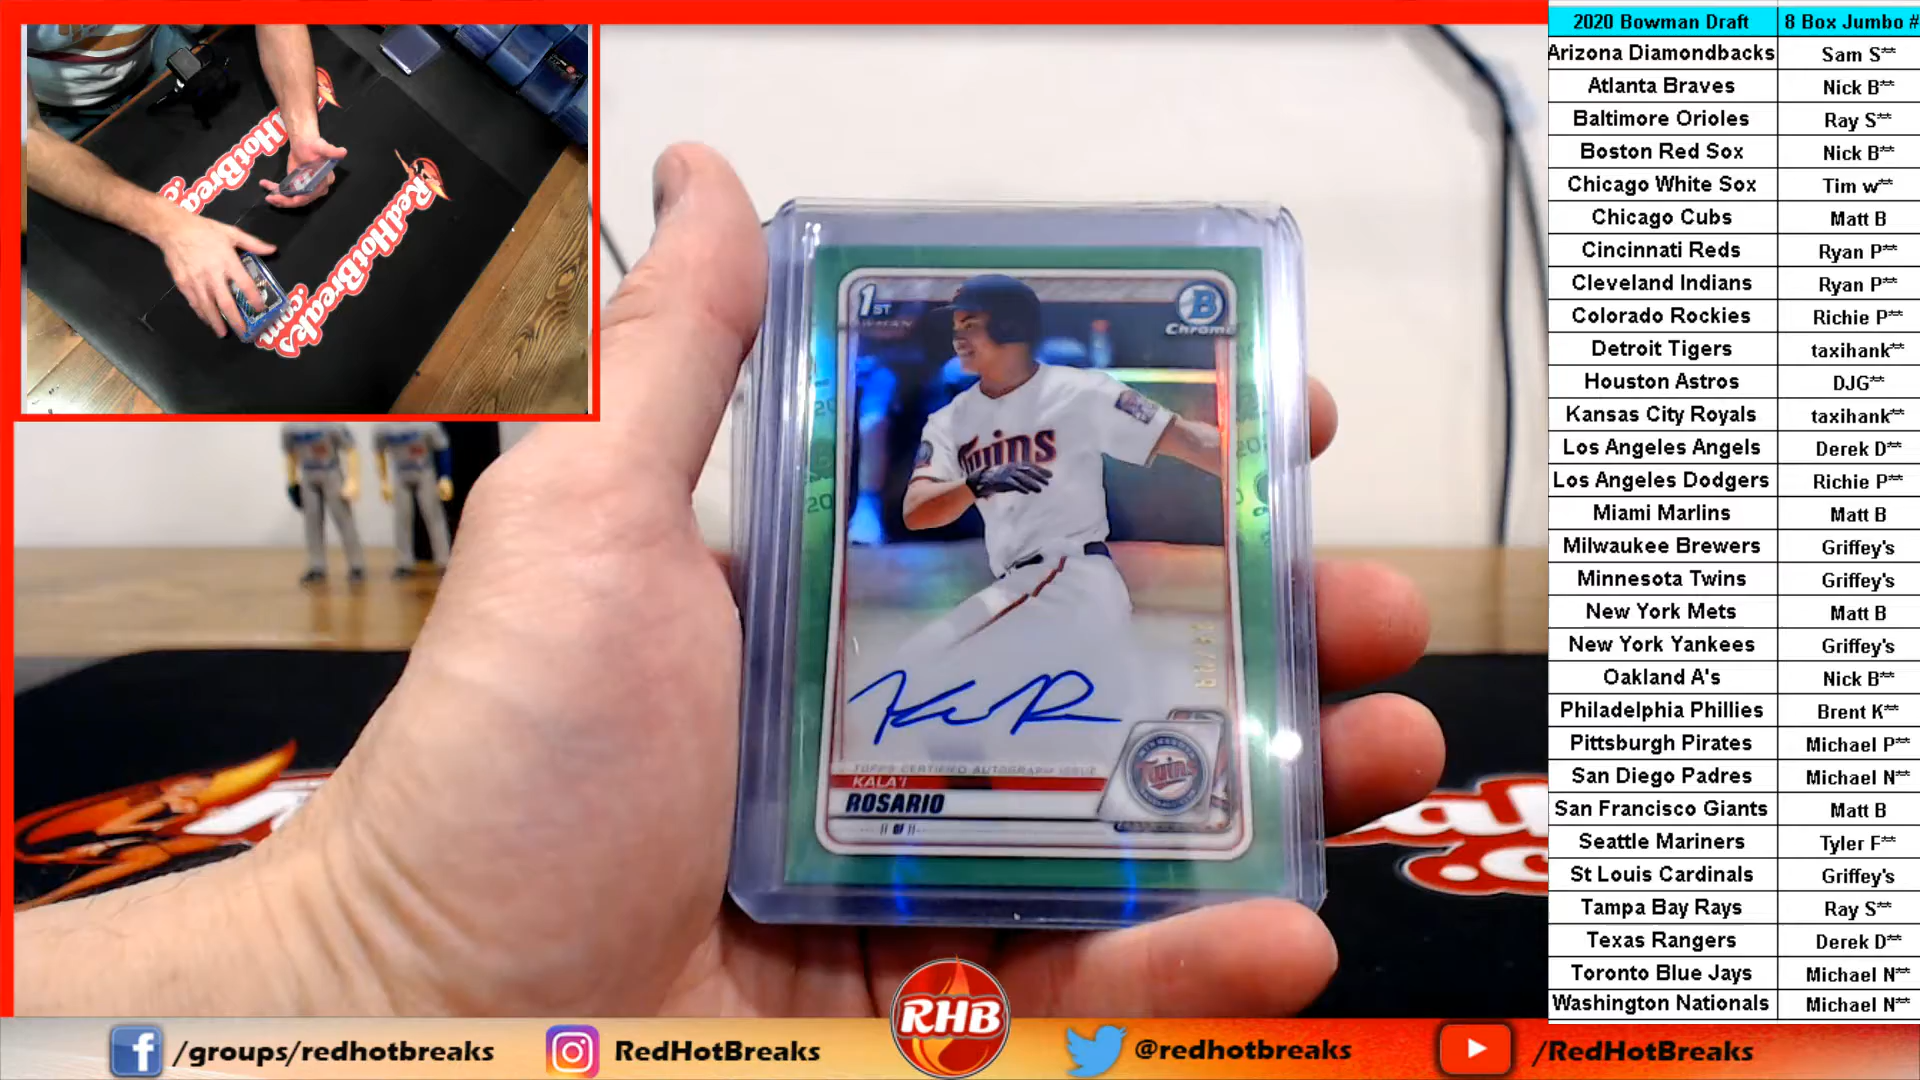 RedHotBreaks
.com
RedHotBreaks
.com
1ST
BOWMAN
B
Chrome
Twins
TOPPS CERTIFIED AUTOGRAPH ISSUE
KALA'I
ROSARIO
Twins
RHB
/groups/redhotbreaks
RedHotBreaks
@redhotbreaks
/RedHotBreaks
2020 Bowman Draft 8 Box Jumbo #
Arizona Diamondbacks Sam S**
Atlanta Braves Nick B**
Baltimore Orioles Ray S**
Boston Red Sox Nick B**
Chicago White Sox Tim w**
Chicago Cubs Matt B
Cincinnati Reds Ryan P**
Cleveland Indians Ryan P**
Colorado Rockies Richie P**
Detroit Tigers taxihank**
Houston Astros DJG**
Kansas City Royals taxihank**
Los Angeles Angels Derek D**
Los Angeles Dodgers Richie P**
Miami Marlins Matt B
Milwaukee Brewers Griffey's
Minnesota Twins Griffey's
New York Mets Matt B
New York Yankees Griffey's
Oakland A's Nick B**
Philadelphia Phillies Brent K**
Pittsburgh Pirates Michael P**
San Diego Padres Michael N**
San Francisco Giants Matt B
Seattle Mariners Tyler F**
St Louis Cardinals Griffey's
Tampa Bay Rays Ray S**
Texas Rangers Derek D**
Toronto Blue Jays Michael N**
Washington Nationals Michael N**